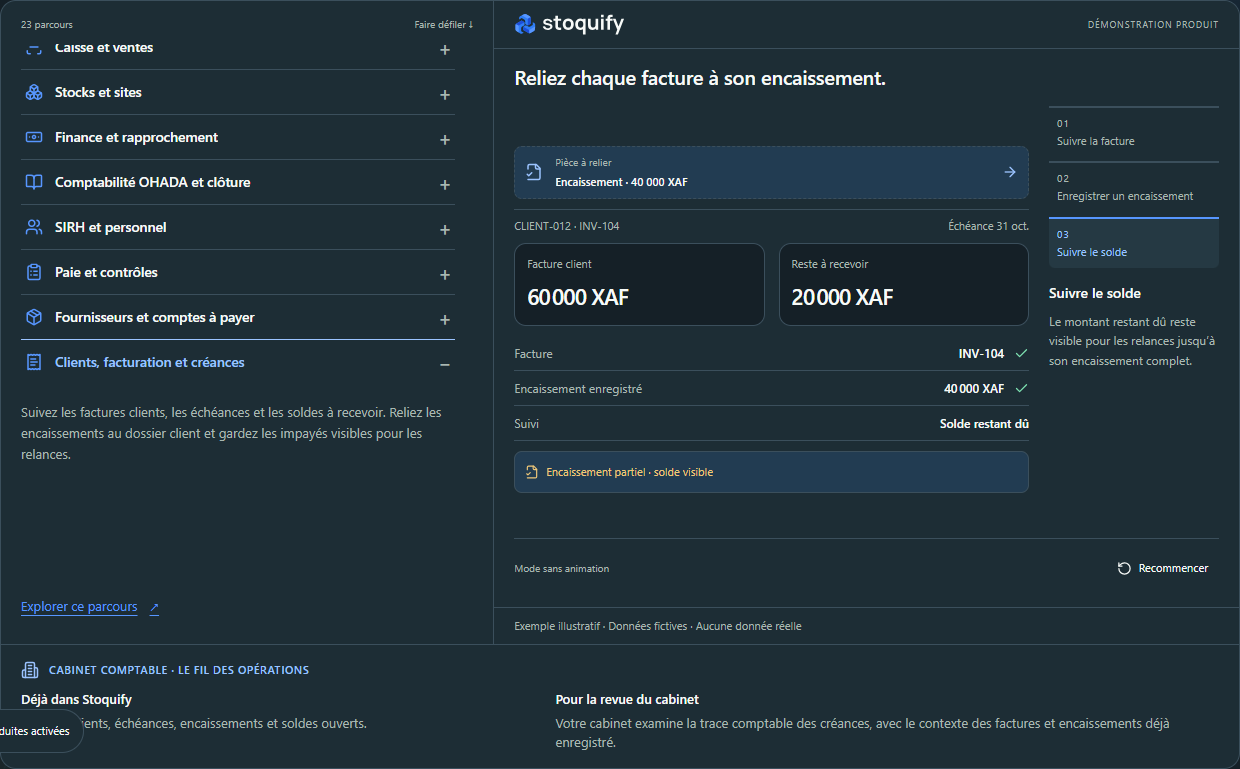 23 parcours
Faire défiler ↓
Caisse et ventes
Stocks et sites
Finance et rapprochement
Comptabilité OHADA et clôture
SIRH et personnel
Paie et contrôles
Fournisseurs et comptes à payer
Clients, facturation et créances
Suivez les factures clients, les échéances et les soldes à recevoir. Reliez les
encaissements au dossier client et gardez les impayés visibles pour les
relances.
Explorer ce parcours ↗
stoquify
DÉMONSTRATION PRODUIT
Reliez chaque facture à son encaissement.
Pièce à relier
Encaissement · 40 000 XAF
CLIENT-012 · INV-104
Échéance 31 oct.
Facture client
60 000 XAF
Reste à recevoir
20 000 XAF
Facture
INV-104
Encaissement enregistré
40 000 XAF
Suivi
Solde restant dû
Encaissement partiel · solde visible
01
Suivre la facture
02
Enregistrer un encaissement
03
Suivre le solde
Suivre le solde
Le montant restant dû reste
visible pour les relances jusqu'à
son encaissement complet.
Mode sans animation
Recommencer
Exemple illustratif · Données fictives · Aucune donnée réelle
CABINET COMPTABLE · LE FIL DES OPÉRATIONS
Déjà dans Stoquify
échéances, encaissements et soldes ouverts.
activées
Pour la revue du cabinet
Votre cabinet examine la trace comptable des créances, avec le contexte des factures et encaissements déjà
enregistré.